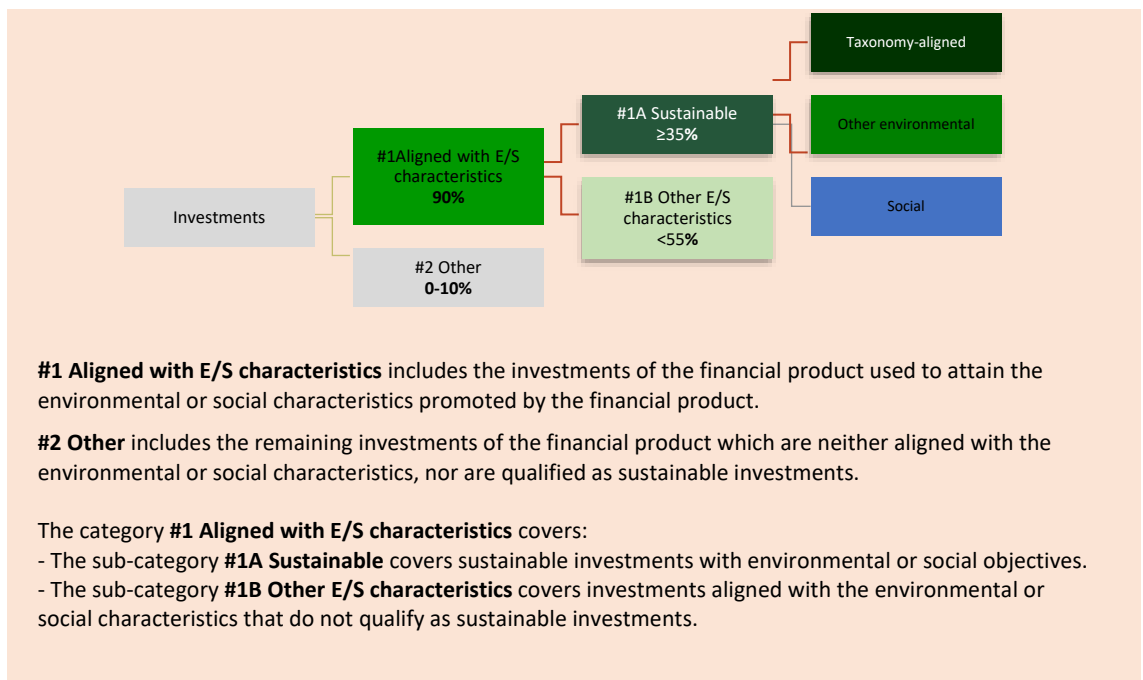 Taxonomy-aligned
#1A Sustainable
≥35%
Other environmental
#1Aligned with E/S
characteristics
90%
#1B Other E/S
characteristics
<55%
Social
Investments
#2 Other
0-10%
#1 Aligned with E/S characteristics includes the investments of the financial product used to attain the
environmental or social characteristics promoted by the financial product.
#2 Other includes the remaining investments of the financial product which are neither aligned with the
environmental or social characteristics, nor are qualified as sustainable investments.
The category #1 Aligned with E/S characteristics covers:
- The sub-category #1A Sustainable covers sustainable investments with environmental or social objectives.
- The sub-category #1B Other E/S characteristics covers investments aligned with the environmental or
social characteristics that do not qualify as sustainable investments.